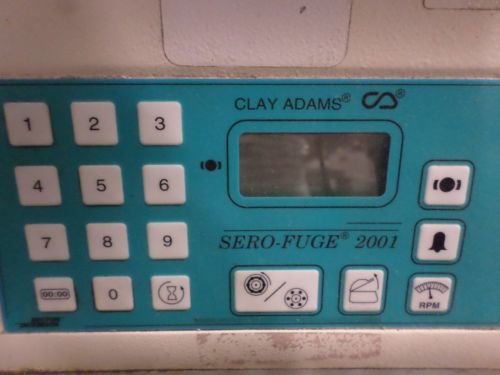 CLAY ADAMS®
®
1 2 3
4 5 6
7 8 9
SERO-FUGE® 2001
00:00 0
RPM